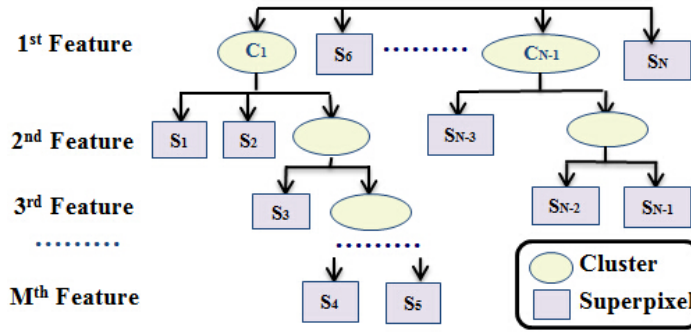 1st Feature
C1
S6
CN-1
SN
2nd Feature
S1
S2
SN-3
3rd Feature
S3
SN-2
SN-1
Mth Feature
S4
S5
Cluster
Superpixel